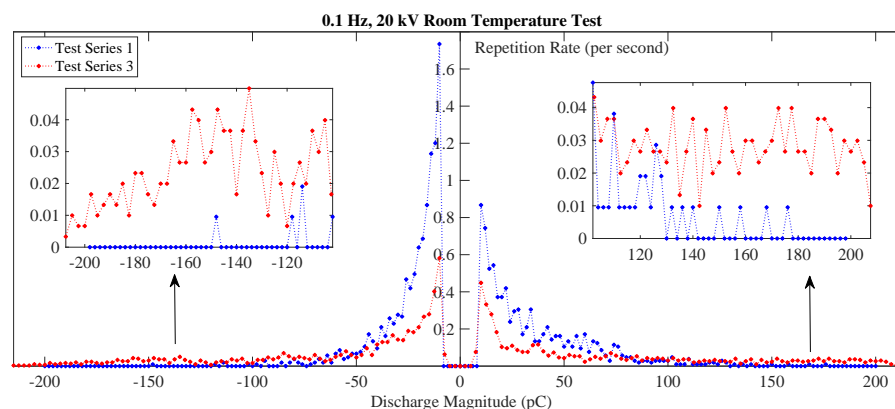 0.1 Hz, 20 kV Room Temperature Test
Test Series 1
Test Series 3
Repetition Rate (per second)
1.6
1.4
1.2
1
0.8
0.6
0.4
0.2
0.04
0.03
0.02
0.01
0
-200 -180 -160 -140 -120
0.04
0.03
0.02
0.01
0
120 140 160 180 200
-200 -150 -100 -50 0 50 100 150 200
Discharge Magnitude (pC)